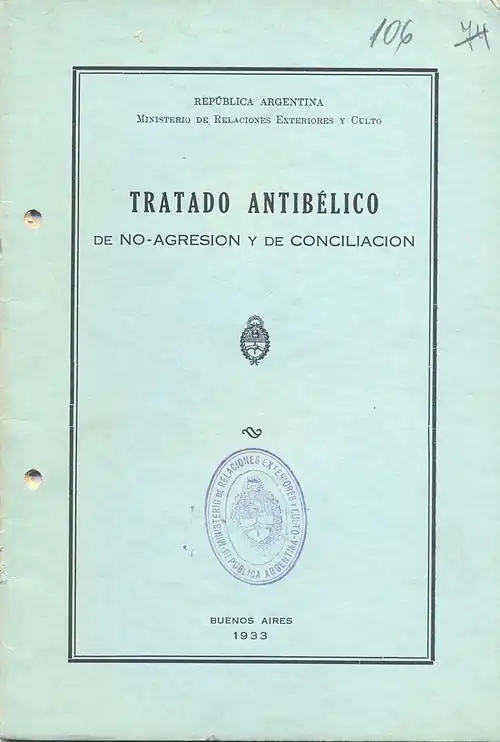 106 74
REPÚBLICA ARGENTINA
MINISTERIO DE RELACIONES EXTERIORES Y CULTO
TRATADO ANTIBÉLICO
DE NO-AGRESION Y DE CONCILIACION
MINISTERIO DE RELACIONES EXTERIORES Y CULTO
REPÚBLICA ARGENTINA
BUENOS AIRES
1933